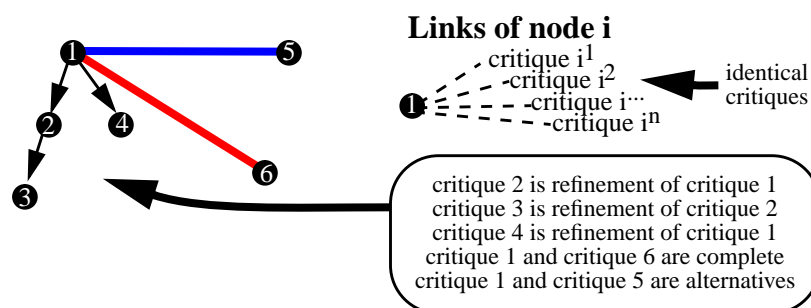 Links of node i
1
5
2
4
3
6
critique i1
critique i2
critique i...
critique in
1
identical
critiques
critique 2 is refinement of critique 1
critique 3 is refinement of critique 2
critique 4 is refinement of critique 1
critique 1 and critique 6 are complete
critique 1 and critique 5 are alternatives